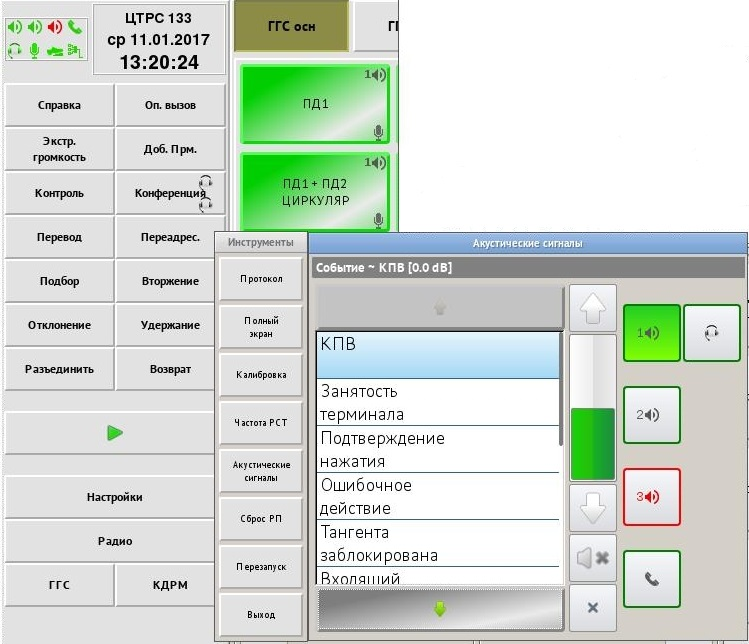 ЦТРС 133
ср 11.01.2017
13:20:24
ГГС осн
1
ПД1
1
ПД1 + ПД2
ЦИРКУЛЯР
Справка
Оп. вызов
Экстр.
громкость
Доб. Прм.
Контроль
Конференция
Перевод
Переадрес.
Подбор
Вторжение
Отклонение
Удержание
Разъединить
Возврат
Настройки
Радио
ГГС
КДРМ
Инструменты
Протокол
Полный
экран
Калибровка
Частота РСТ
Акустические
сигналы
Сброс РП
Перезапуск
Выход
Акустические сигналы
Событие ~ КПВ [0.0 dB]
КПВ
Занятость
терминала
Подтверждение
нажатия
Ошибочное
действие
Тангента
заблокирована
Входящий
1
2
3